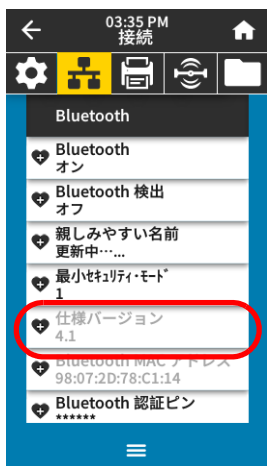 03:35 PM
接続
Bluetooth
Bluetooth
オン
Bluetooth 検出
オフ
親しみやすい名前
更新中…...
最小ｾｷｭﾘﾃｨ･ﾓｰﾄﾞ
1
仕様バージョン
4.1
Bluetooth MAC アドレス
98:07:2D:78:C1:14
Bluetooth 認証ピン
******